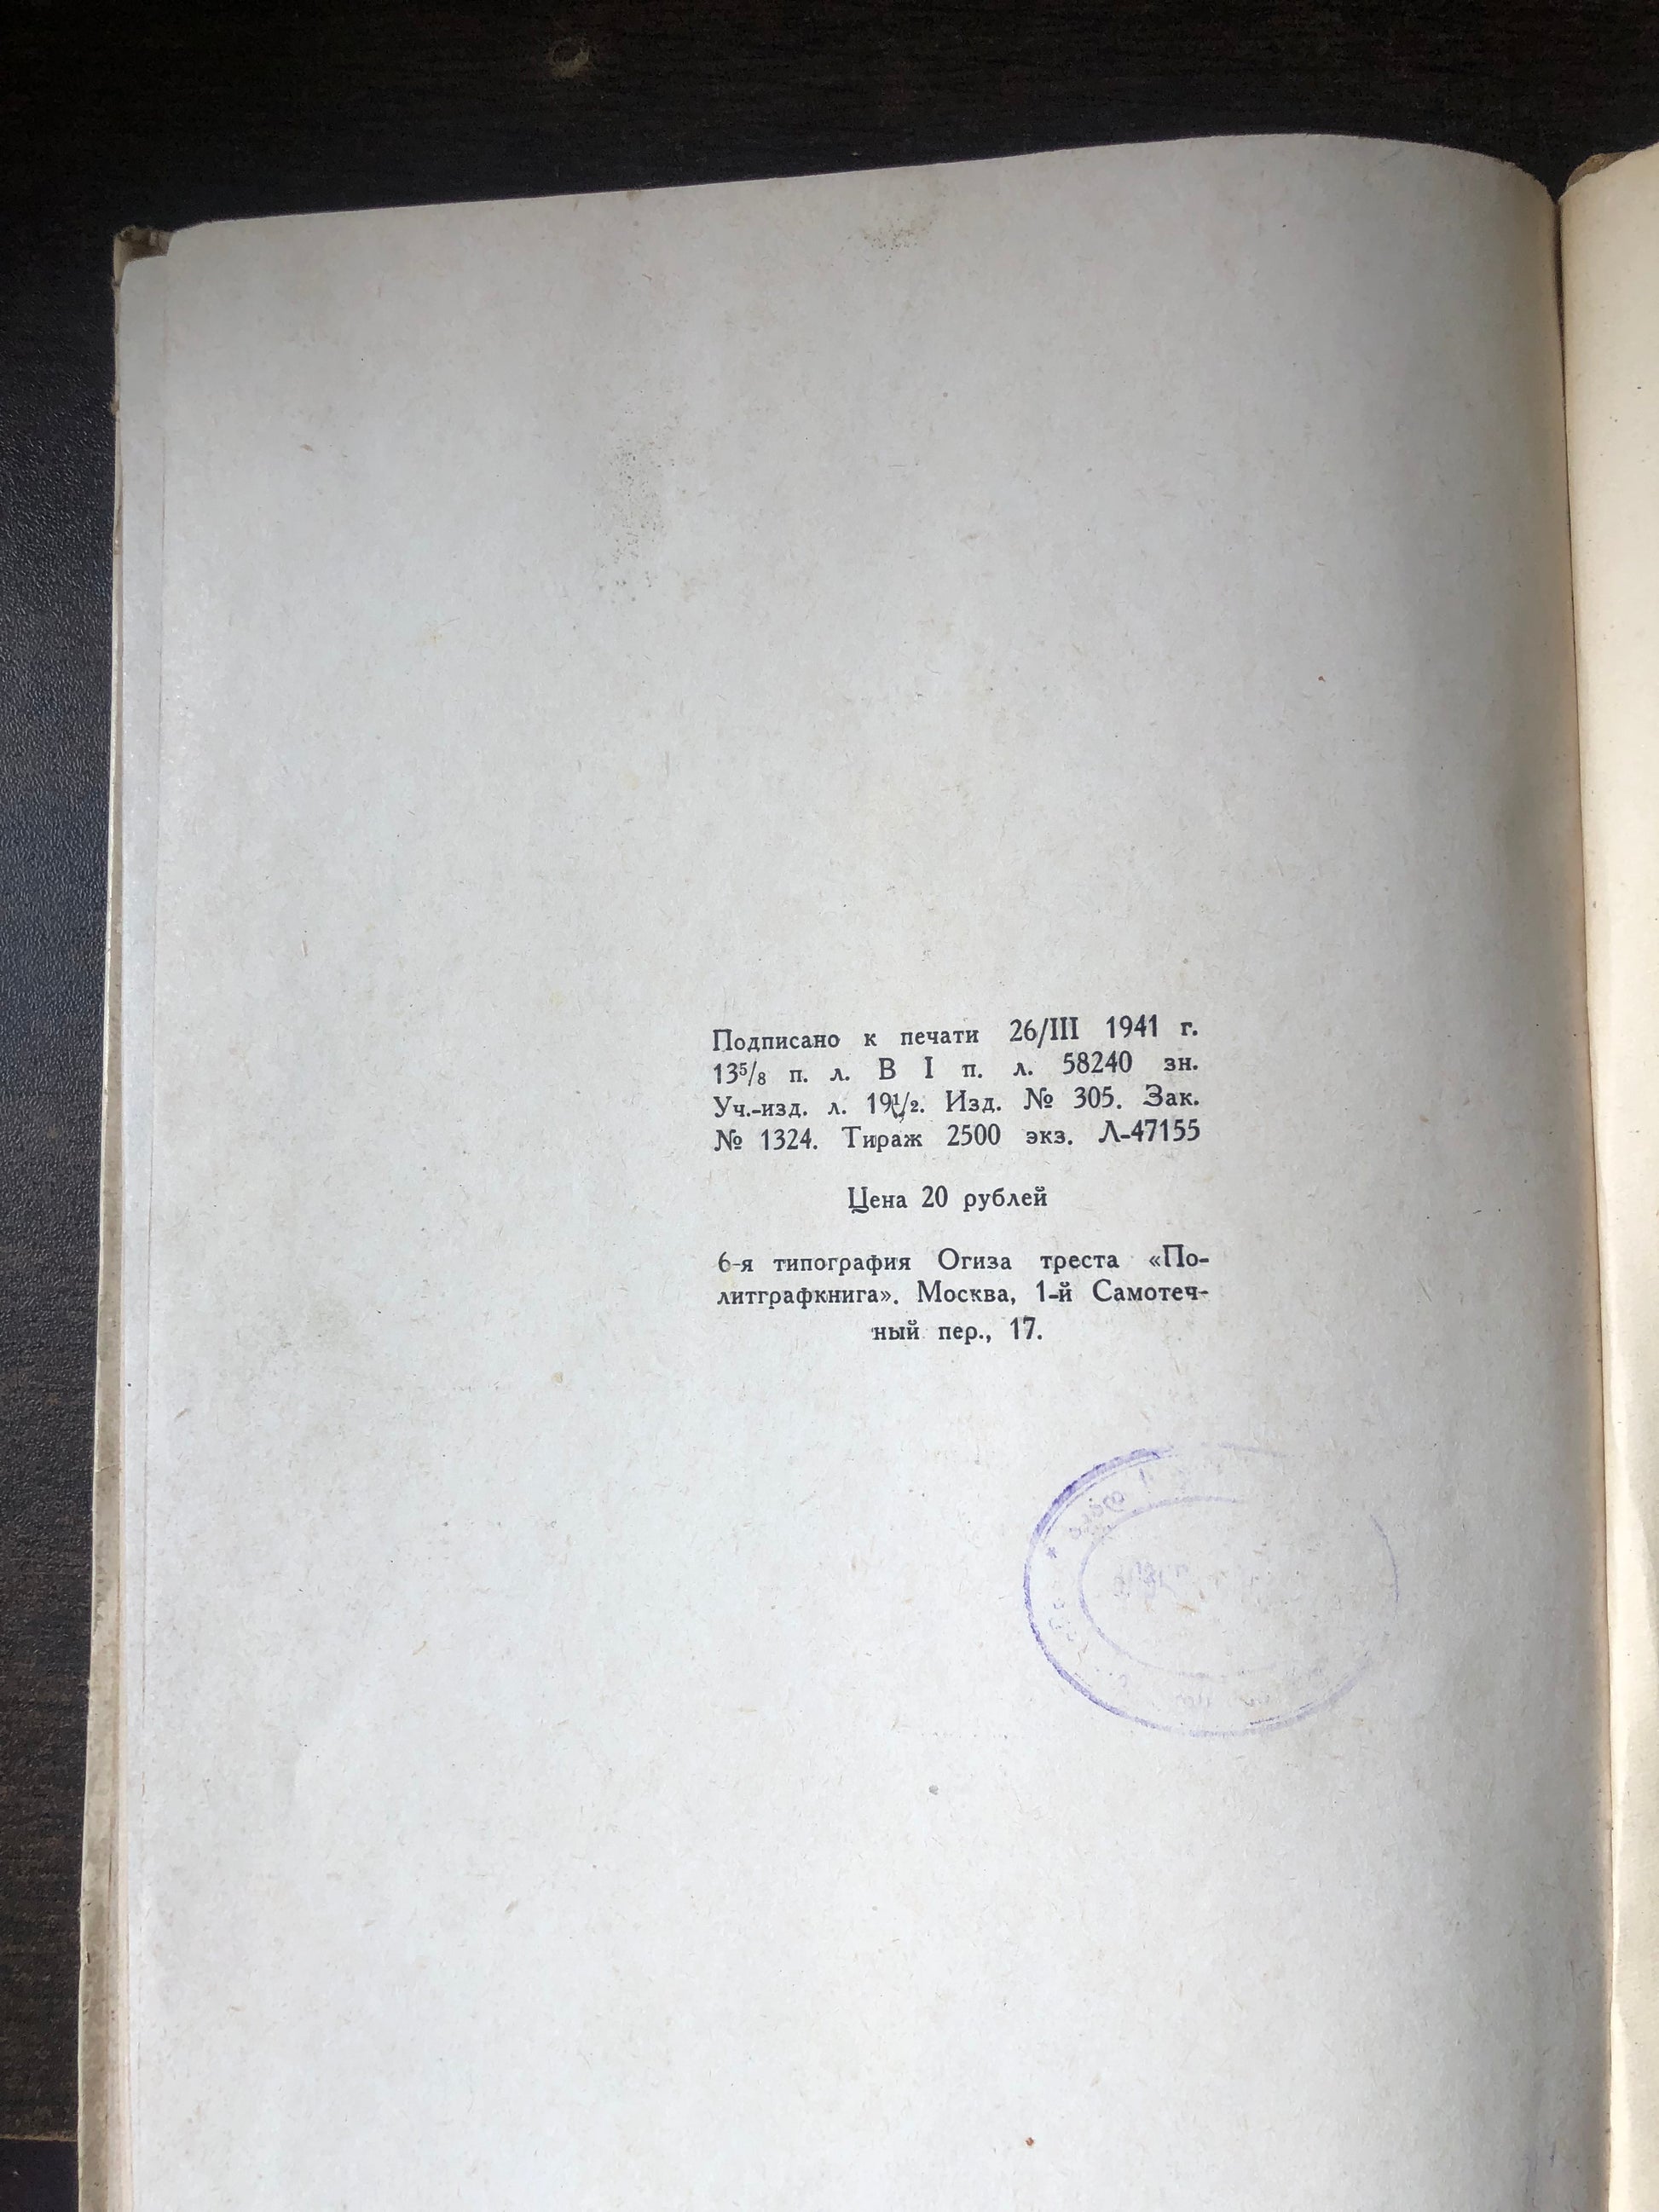 Подписано к печати 26/III 1941 г.
13⁵/₈ п. л. В I п. л. 58240 зн.
Уч.-изд. л. 19¹/₂. Изд. № 305. Зак.
№ 1324. Тираж 2500 экз. Л-47155
Цена 20 рублей
6-я типография Огиза треста «По-
литграфкнига». Москва, 1-й Самотеч-
ный пер., 17.